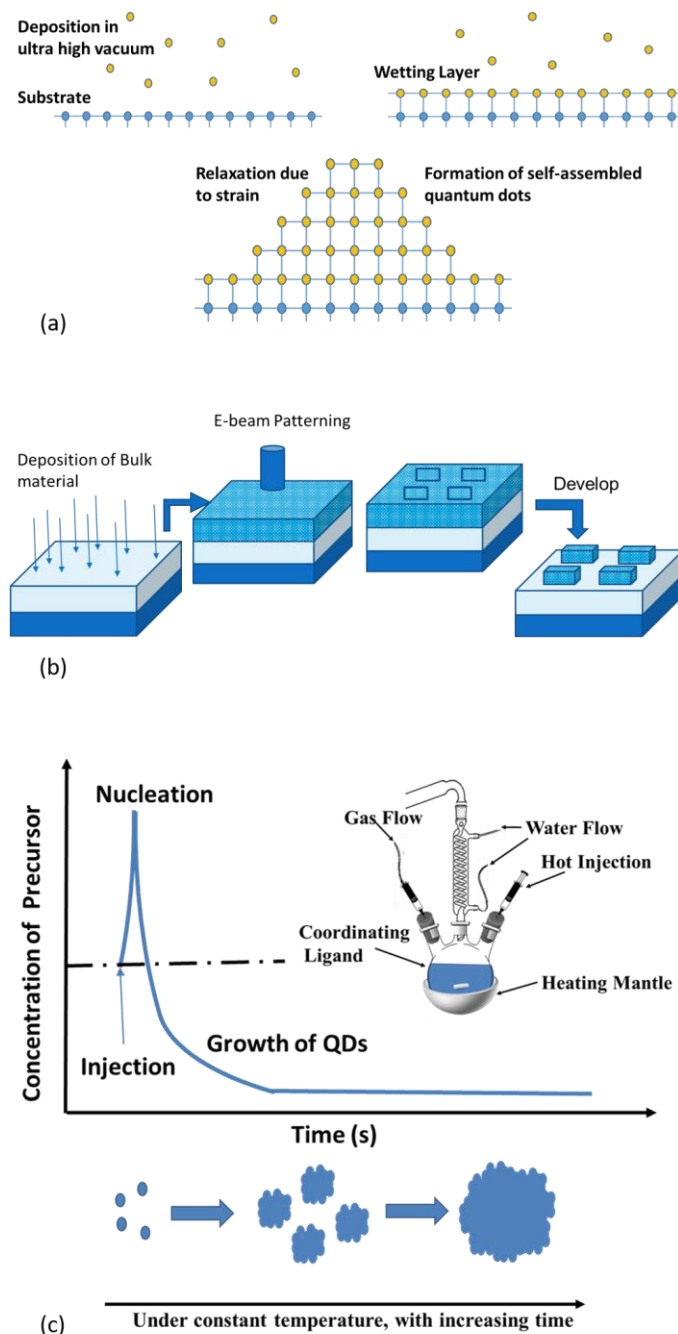 Deposition in
ultra high vacuum
Substrate
Wetting Layer
Relaxation due
to strain
Formation of self-assembled
quantum dots
(a)
E-beam Patterning
Deposition of Bulk
material
Develop
(b)
Concentration of Precursor
Nucleation
Gas Flow
Water Flow
Hot Injection
Coordinating
Ligand
Heating Mantle
Growth of QDs
Injection
Time (s)
(c)
Under constant temperature, with increasing time